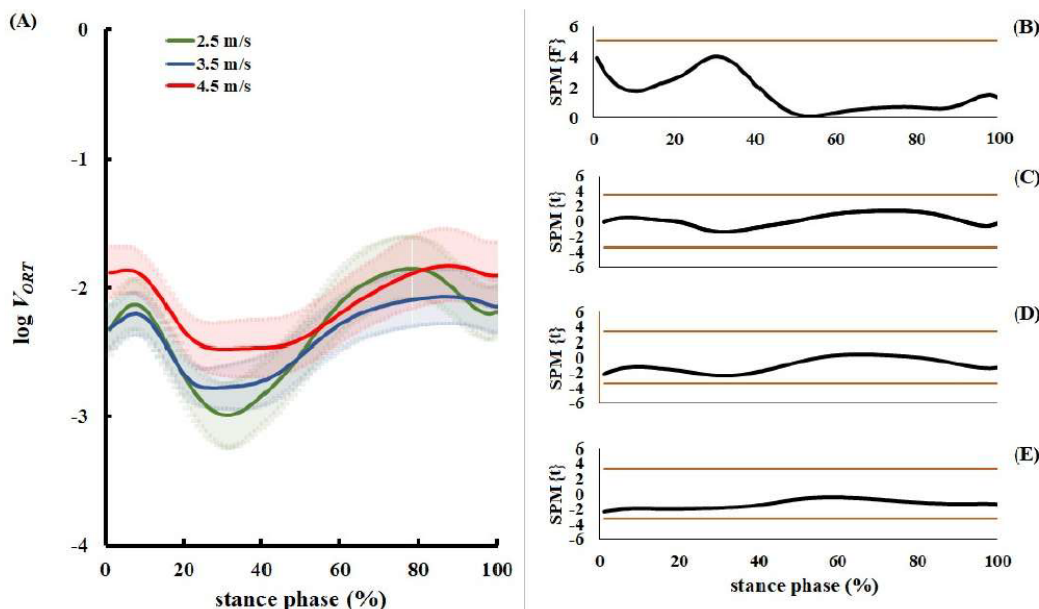 (A)
0
-1
-2
-3
-4
log V_ORT
2.5 m/s
3.5 m/s
4.5 m/s
0 20 40 60 80 100
stance phase (%)
(B)
SPM{F}
6
4
2
0
0 20 40 60 80 100
(C)
SPM{t}
6
4
2
0
-2
-4
-6
(D)
SPM{t}
6
4
2
0
-2
-4
-6
(E)
SPM{t}
6
4
2
0
-2
-4
-6
0 20 40 60 80 100
stance phase (%)